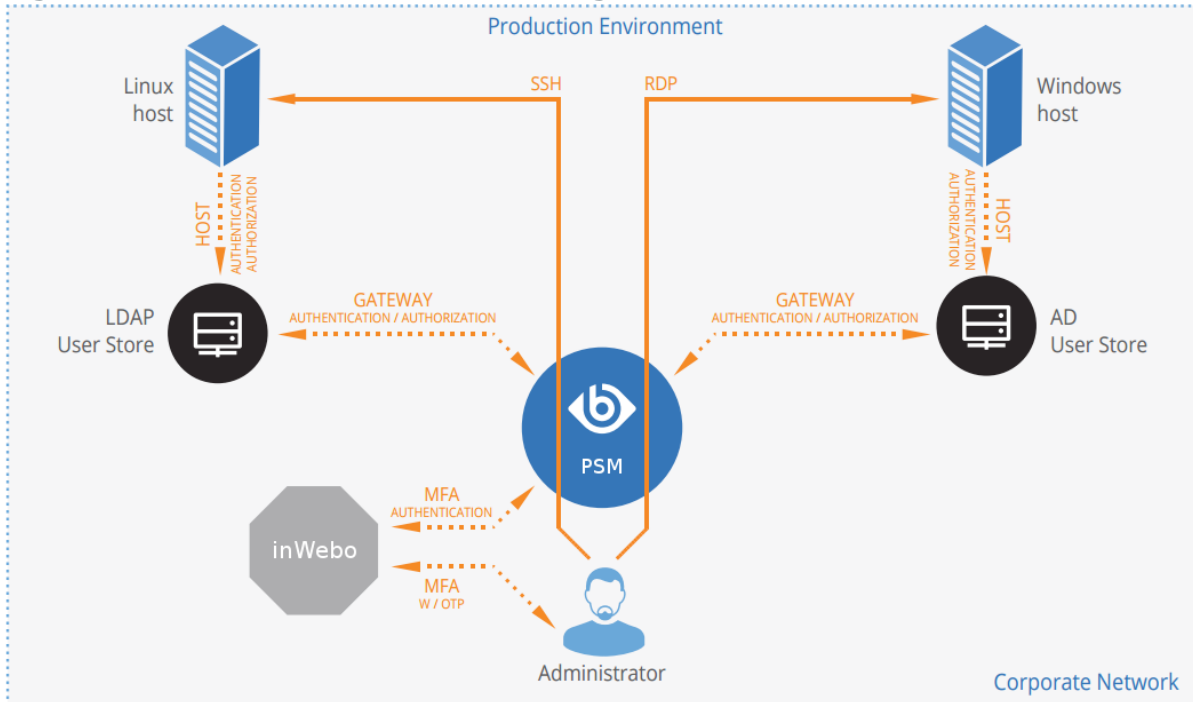 Production Environment
Linux
host
SSH
RDP
Windows
host
HOST
AUTHENTICATION
AUTHORIZATION
HOST
AUTHENTICATION
AUTHORIZATION
LDAP
User Store
GATEWAY
AUTHENTICATION / AUTHORIZATION
GATEWAY
AUTHENTICATION / AUTHORIZATION
AD
User Store
b
PSM
MFA
AUTHENTICATION
inWebo
MFA
W / OTP
Administrator
Corporate Network